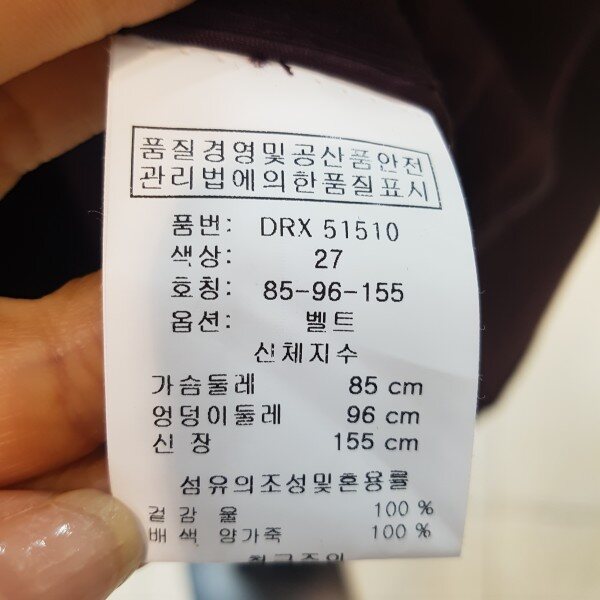 품질경영및공산품안전
관리법에의한품질표시
품번: DRX 51510
색상: 27
호칭: 85-96-155
옵션: 벨트
신체지수
가슴둘레 85 cm
엉덩이둘레 96 cm
신 장 155 cm
섬유의조성및혼용률
겉감 울 100 %
배색 양가죽 100 %